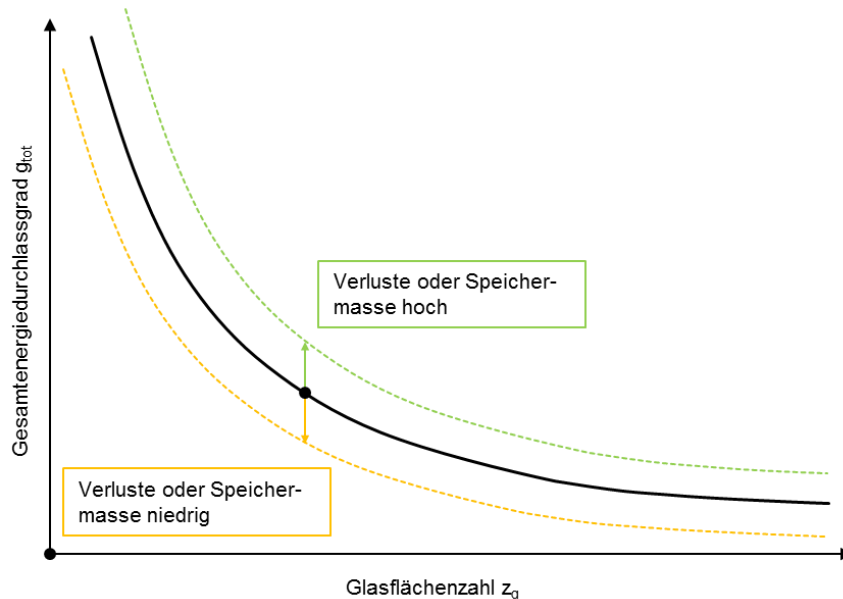 Gesamtenergiedurchlassgrad gtot
Verluste oder Speicher-
masse hoch
Verluste oder Speicher-
masse niedrig
Glasflächenzahl zg